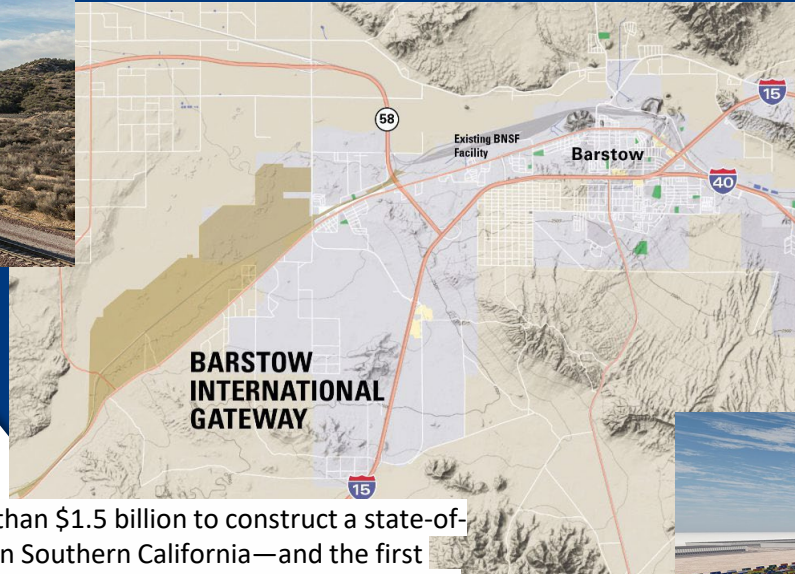 15
58
Existing BNSF
Facility
Barstow
40
BARSTOW
INTERNATIONAL
GATEWAY
15
than $1.5 billion to construct a state-of-
n Southern California—and the first